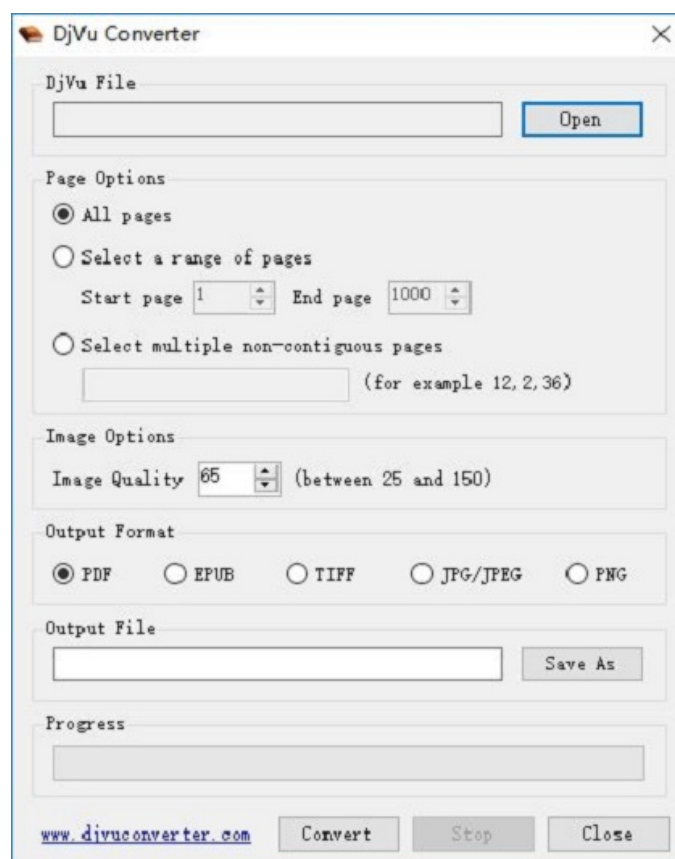 DjVu Converter
DjVu File
Open
Page Options
All pages
Select a range of pages
Start page 1 End page 1000
Select multiple non-contiguous pages
(for example 12,2,36)
Image Options
Image Quality 65 (between 25 and 150)
Output Format
PDF EPUB TIFF JPG/JPEG PNG
Output File
Save As
Progress
www.djvuconverter.com Convert Stop Close